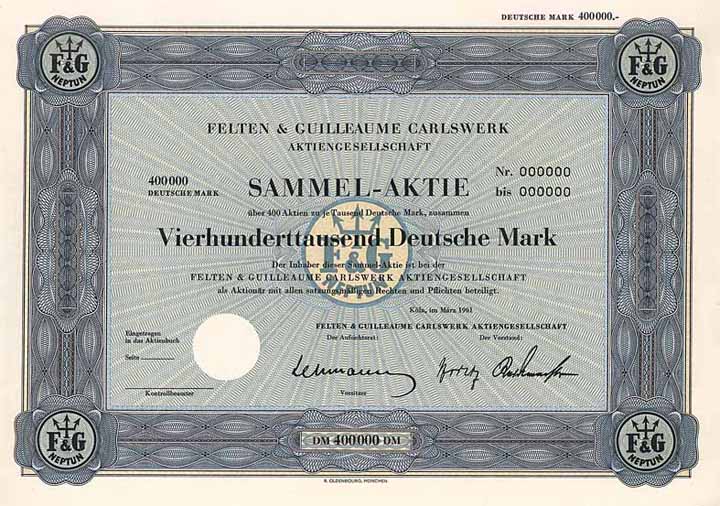 DEUTSCHE MARK 400000.-
F&G
NEPTUN
F&G
NEPTUN
FELTEN & GUILLEAUME CARLSWERK
AKTIENGESELLSCHAFT
400000
DEUTSCHE MARK
SAMMEL-AKTIE
Nr. 000000
bis 000000
über 400 Aktien zu je Tausend Deutsche Mark, zusammen
Vierhunderttausend Deutsche Mark
F&G
NEPTUN
Der Inhaber dieser Sammel-Aktie ist bei der
FELTEN & GUILLEAUME CARLSWERK AKTIENGESELLSCHAFT
als Aktionär mit allen satzungsmäßigen Rechten und Pflichten beteiligt.
Köln, im März 1961
FELTEN & GUILLEAUME CARLSWERK AKTIENGESELLSCHAFT
Eingetragen
in das Aktienbuch
Seite
Kontrollbeamter
Der Aufsichtsrat:
Der Vorstand:
Lehmann
Vorsitzer
F&G
NEPTUN
DM 400000 DM
F&G
NEPTUN
R. OLDENBOURG, MÜNCHEN